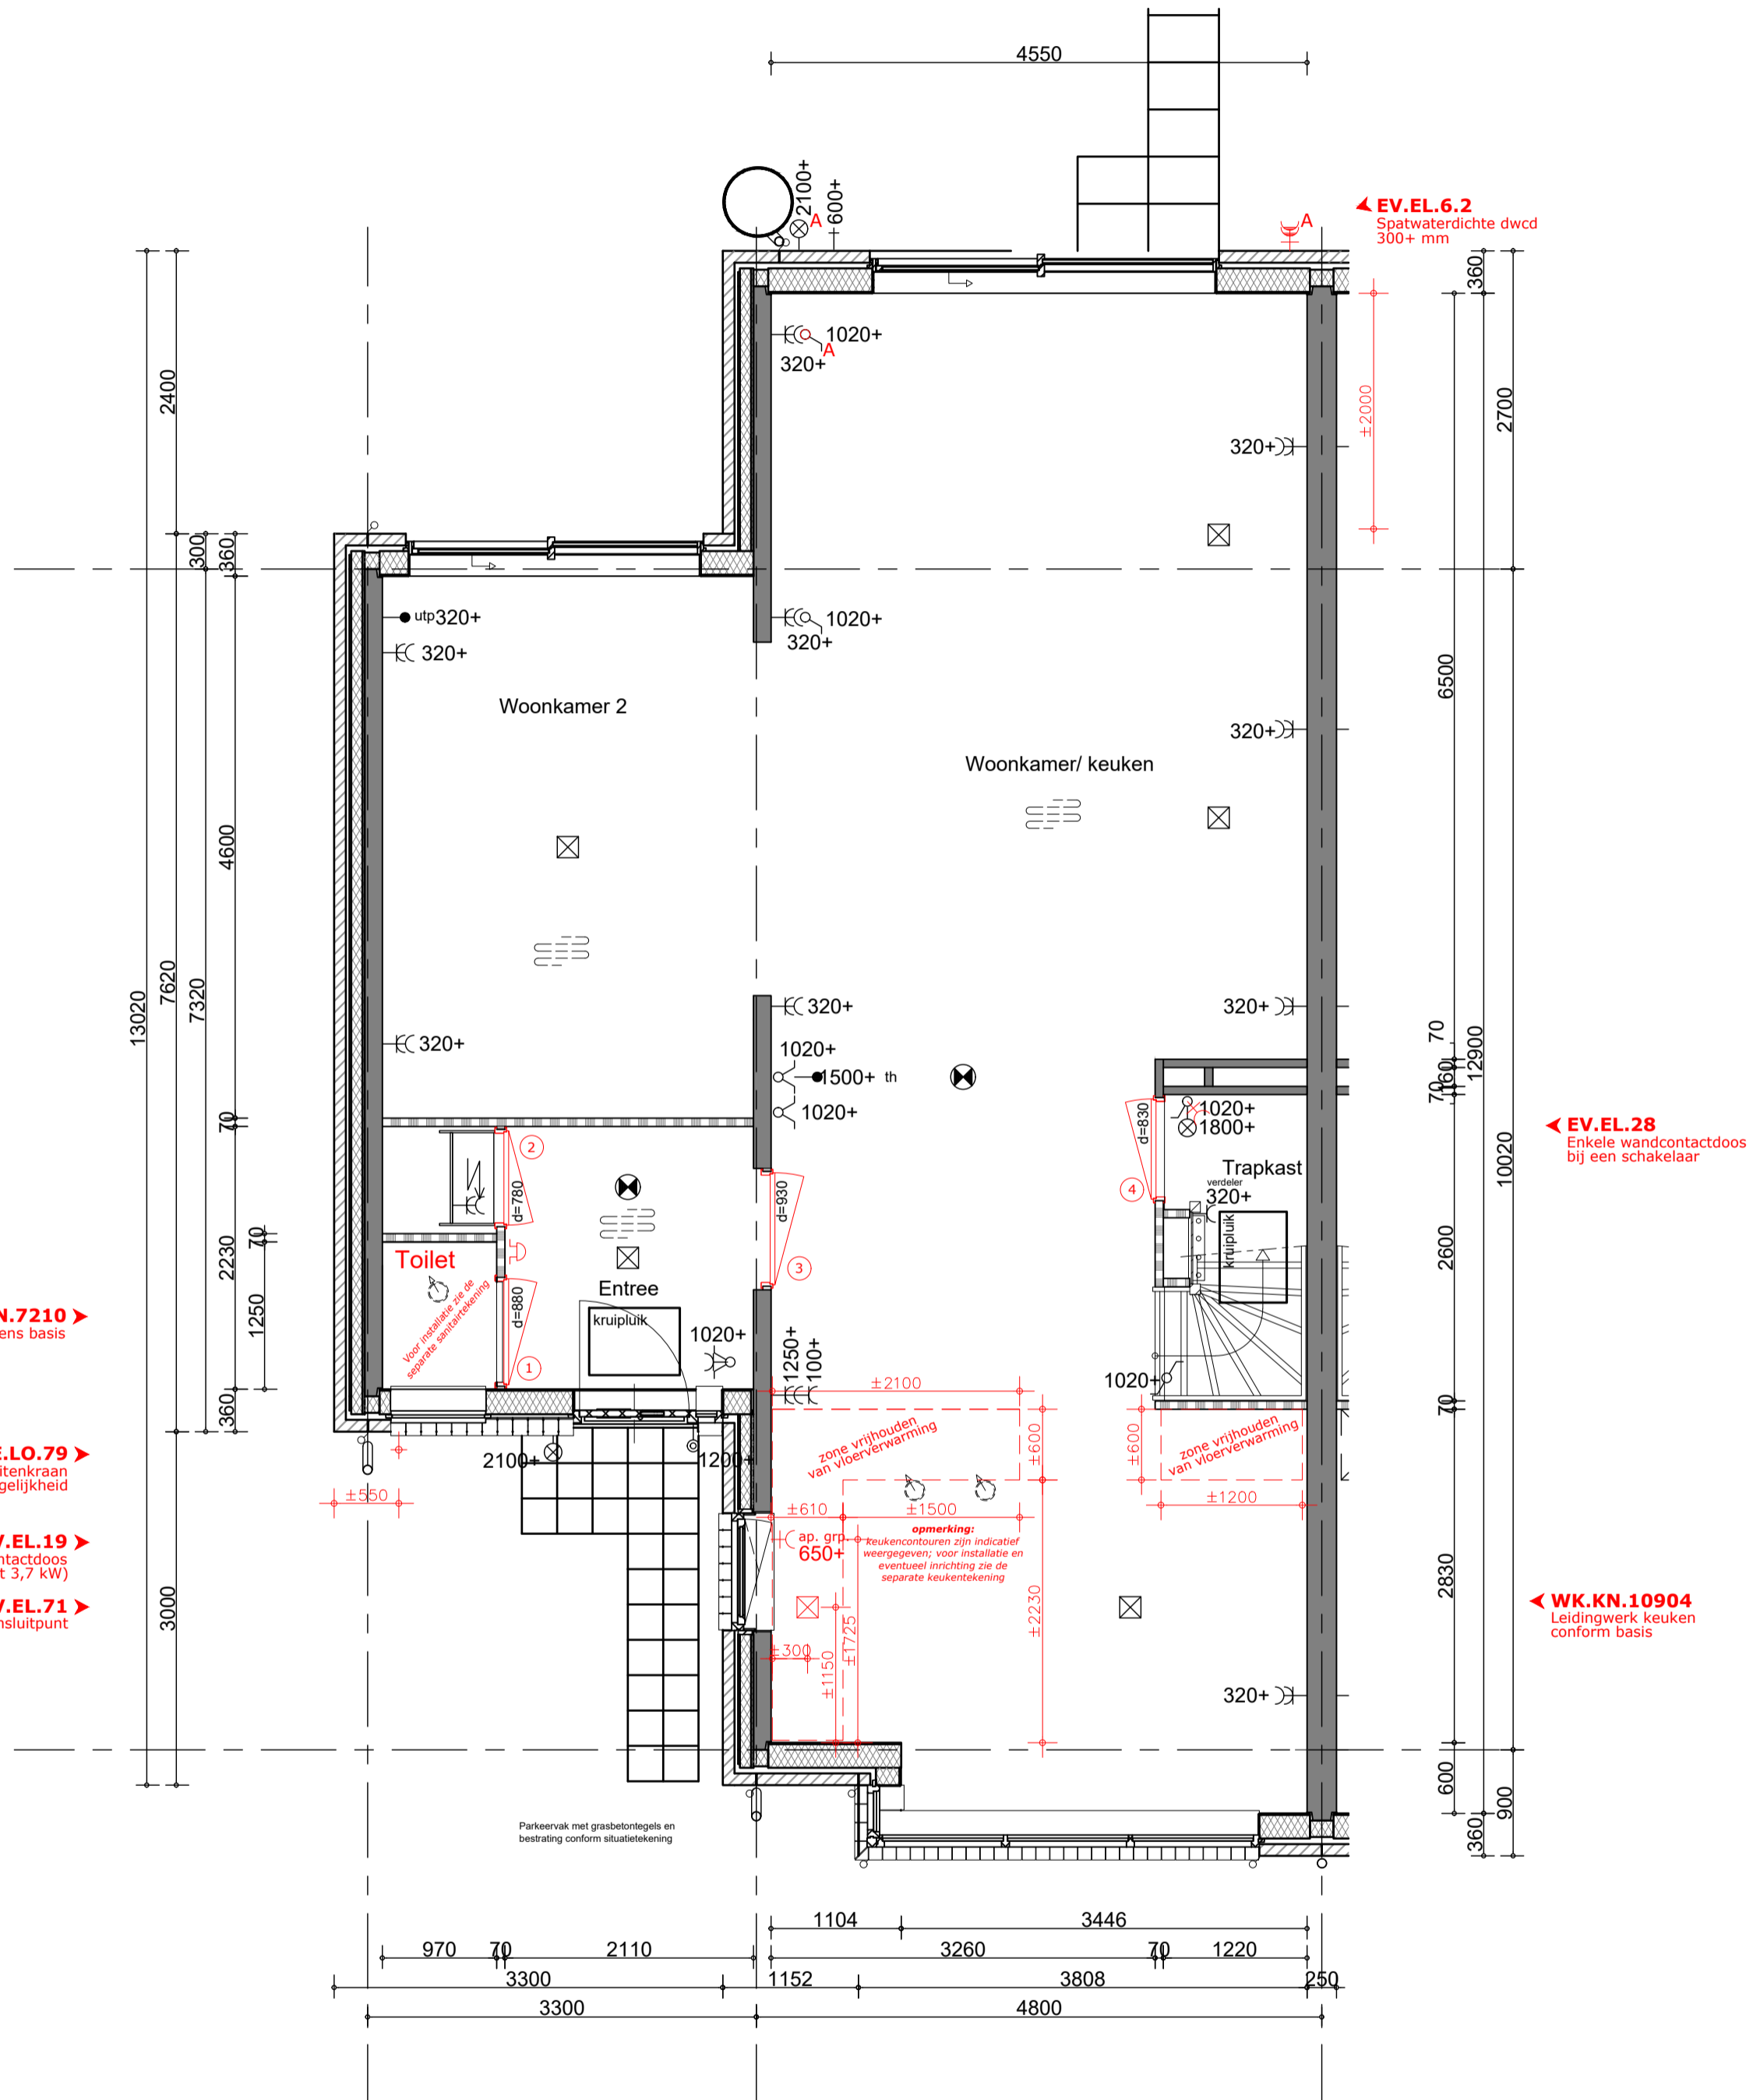 4550
2100+
A
600+
A
EV.EL.6.2
Spatwaterdichte dwcd
300+ mm
360
2400
2700
±2000
1020+
A
320+
320+
300
360
utp 320+
320+
1020+
320+
6500
Woonkamer 2
320+
Woonkamer/ keuken
4600
13020
7620
7320
320+
320+
320+
1020+
1500+ th
1020+
70
160
70
12900
70
d=830
1020+
1800+
EV.EL.28
Enkele wandcontactdoos
bij een schakelaar
10020
2
d=780
d=930
4
Trapkast
verdeler
320+
kruipluik
2230
70
1250
2600
Toilet
Voor installatie zie de
separate sanitairtekening
3
Entree
d=880
kruipluik
1
1020+
N.7210
ens basis
1250+
100+
1020+
360
±2100
70
zone vrijhouden
van vloerverwarming
±600
±600
zone vrijhouden
van vloerverwarming
E.LO.79
itenkraan
gelijkheid
2100+
1200+
±550
±610
±1500
±1200
V.EL.19
ntactdoos
t 3,7 kW)
ap. grp.
650+
opmerking:
keukencontouren zijn indicatief
weergegeven; voor installatie en
eventueel inrichting zie de
separate keukentekening
2830
V.EL.71
nsluitpunt
3000
±300
±1150
±1725
±2230
WK.KN.10904
Leidingwerk keuken
conform basis
320+
600
900
360
Parkeervak met grasbetontegels en
bestrating conform situatietekening
1104
3446
970
70
2110
3260
70
1220
3300
1152
3808
250
3300
4800